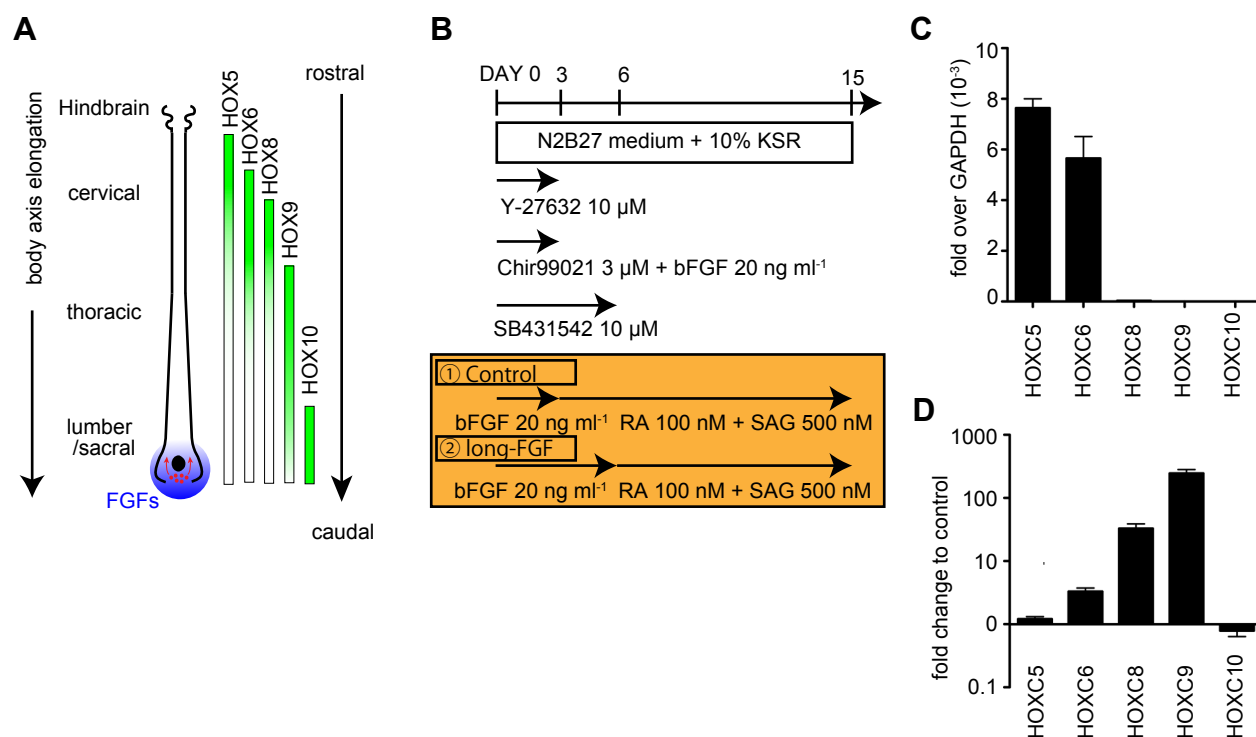 A
rostral
Hindbrain
cervical
thoracic
lumber
/sacral
FGFs
caudal
body axis elongation
HOX5
HOX6
HOX8
HOX9
HOX10
B
DAY 0 3 6 15
N2B27 medium + 10% KSR
Y-27632 10 µM
Chir99021 3 µM + bFGF 20 ng ml⁻¹
SB431542 10 µM
① Control
bFGF 20 ng ml⁻¹ RA 100 nM + SAG 500 nM
② long-FGF
bFGF 20 ng ml⁻¹ RA 100 nM + SAG 500 nM
C
fold over GAPDH (10⁻³)
10
8
6
4
2
0
HOXC5
HOXC6
HOXC8
HOXC9
HOXC10
D
fold change to control
1000
100
10
0
0.1
HOXC5
HOXC6
HOXC8
HOXC9
HOXC10